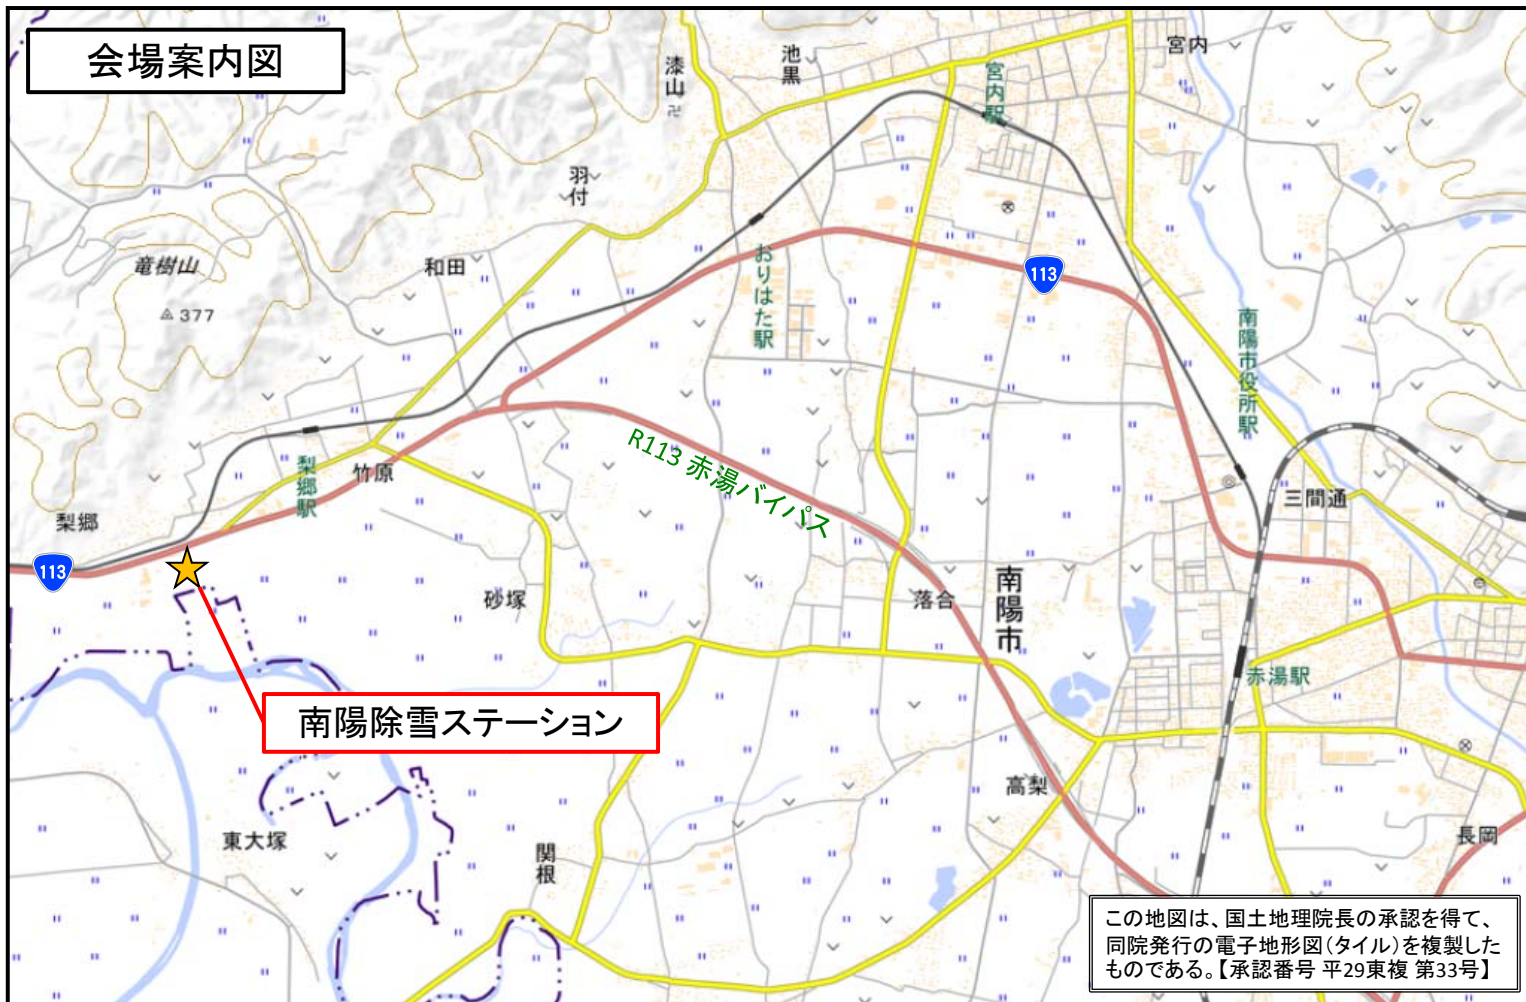 会場案内図
宮内
池黒
漆山
宮内駅
羽付
おりはた駅
和田
竜樹山
113
377
南陽市役所駅
R113 赤湯バイパス
梨郷駅
竹原
三間通
梨郷
113
砂塚
落合
南陽市
赤湯駅
南陽除雪ステーション
高梨
東大塚
長岡
関根
この地図は、国土地理院長の承認を得て、
同院発行の電子地形図(タイル)を複製した
ものである。【承認番号 平29東複 第33号】